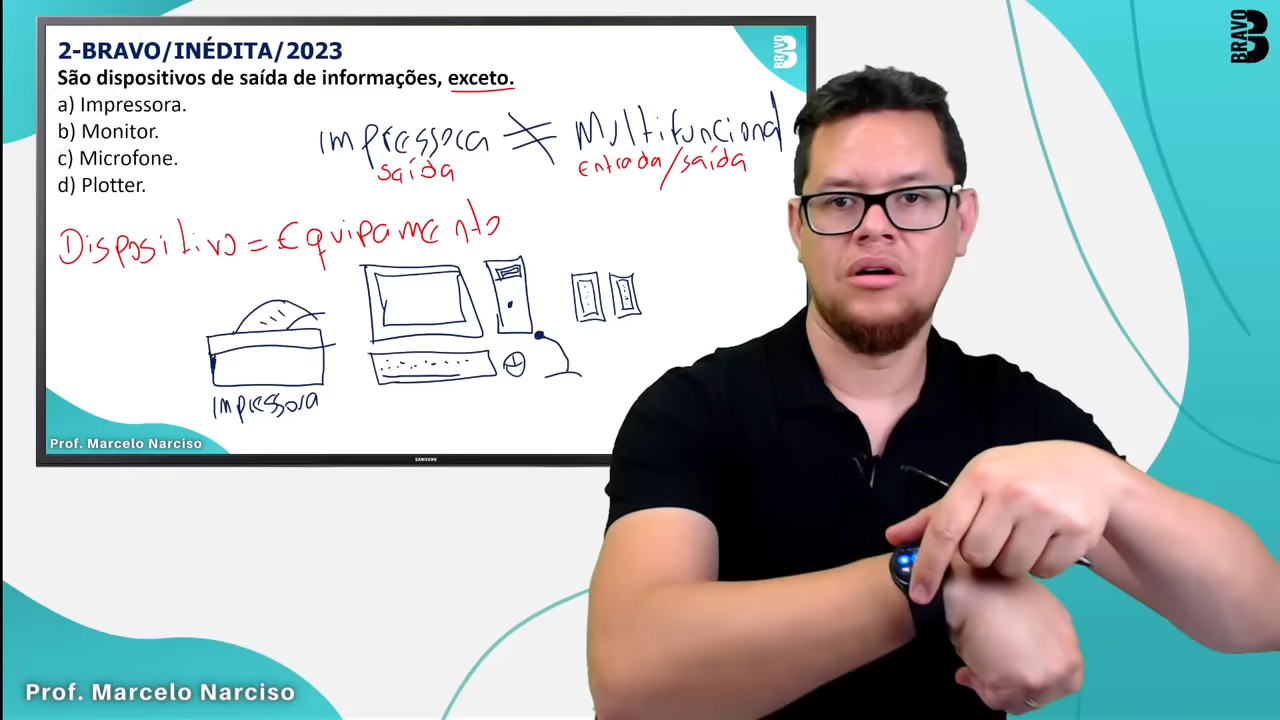 2-BRAVO/INÉDITA/2023
São dispositivos de saída de informações, exceto.
a) Impressora.
b) Monitor.
c) Microfone.
d) Plotter.
Impressora ≠ Multifuncional
saída entrada/saída
Dispositivo = Equipamento
Impressora
Prof. Marcelo Narciso
SAMSUNG
Prof. Marcelo Narciso
BRAVO
BRAVO